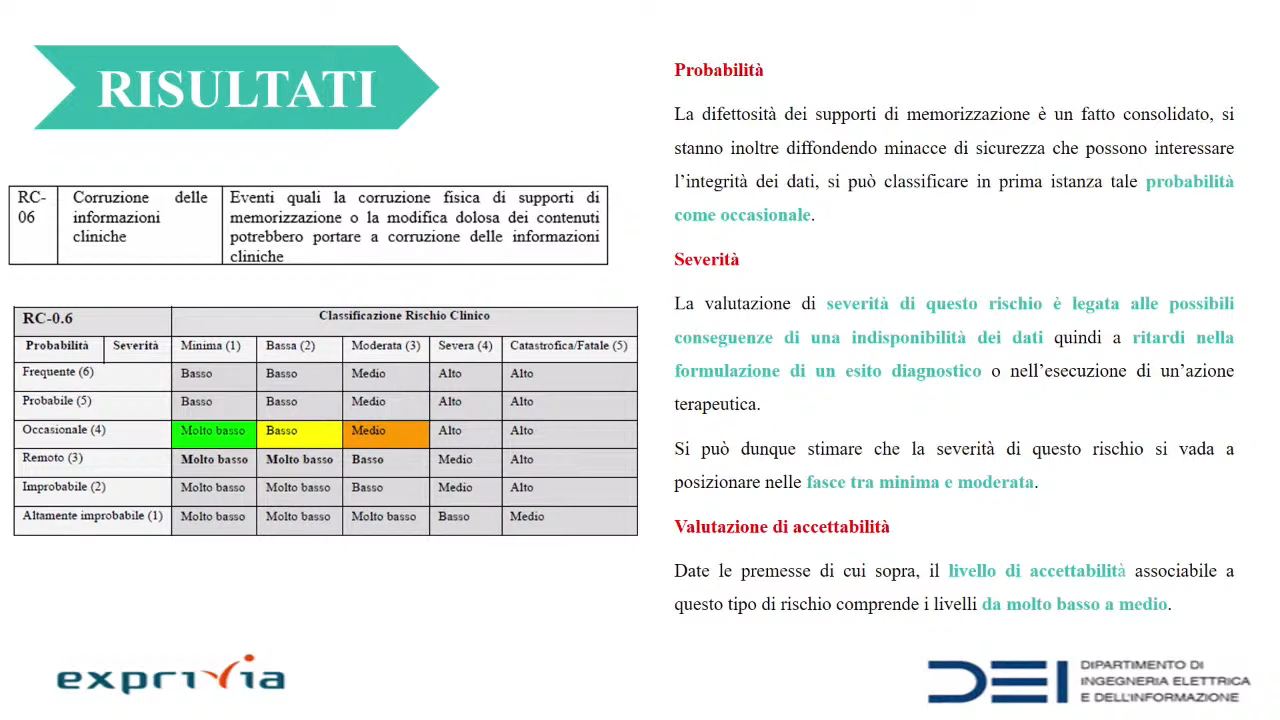 RISULTATI
RC-06 Corruzione delle informazioni cliniche Eventi quali la corruzione fisica di supporti di memorizzazione o la modifica dolosa dei contenuti potrebbero portare a corruzione delle informazioni cliniche
RC-0.6 Classificazione Rischio Clinico
Probabilità Severità Minima (1) Bassa (2) Moderata (3) Severa (4) Catastrofica/Fatale (5)
Frequente (6) Basso Basso Medio Alto Alto
Probabile (5) Basso Basso Medio Alto Alto
Occasionale (4) Molto basso Basso Medio Alto Alto
Remoto (3) Molto basso Molto basso Basso Medio Alto
Improbabile (2) Molto basso Molto basso Basso Medio Alto
Altamente improbabile (1) Molto basso Molto basso Molto basso Basso Medio
Probabilità
La difettosità dei supporti di memorizzazione è un fatto consolidato, si
stanno inoltre diffondendo minacce di sicurezza che possono interessare
l’integrità dei dati, si può classificare in prima istanza tale probabilità
come occasionale.
Severità
La valutazione di severità di questo rischio è legata alle possibili
conseguenze di una indisponibilità dei dati quindi a ritardi nella
formulazione di un esito diagnostico o nell’esecuzione di un’azione
terapeutica.
Si può dunque stimare che la severità di questo rischio si vada a
posizionare nelle fasce tra minima e moderata.
Valutazione di accettabilità
Date le premesse di cui sopra, il livello di accettabilità associabile a
questo tipo di rischio comprende i livelli da molto basso a medio.
exprivia
DEI
DIPARTIMENTO DI
INGEGNERIA ELETTRICA
E DELL'INFORMAZIONE